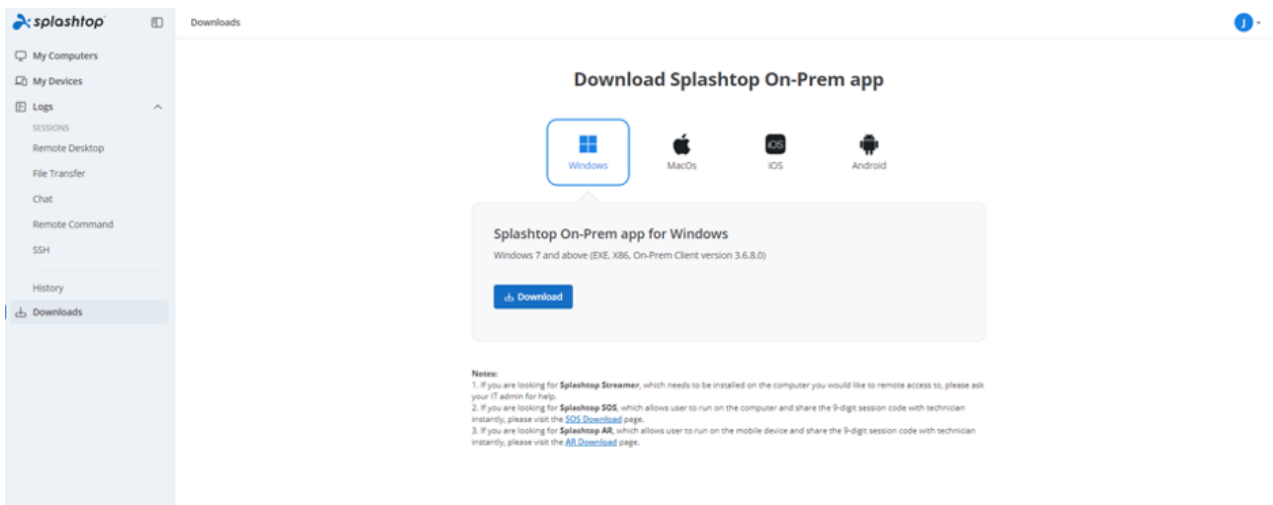 splashtop
Downloads
My Computers
My Devices
Logs
SESSIONS
Remote Desktop
File Transfer
Chat
Remote Command
SSH
History
Downloads
J
Download Splashtop On-Prem app
Windows
MacOs
iOS
iOS
Android
Splashtop On-Prem app for Windows
Windows 7 and above (EXE, X86, On-Prem Client version 3.6.8.0)
Download
Notes:
1. If you are looking for Splashtop Streamer, which needs to be installed on the computer you would like to remote access to, please ask
your IT admin for help.
2. If you are looking for Splashtop SOS, which allows user to run on the computer and share the 9-digit session code with technician
instantly, please visit the SOS Download page.
3. If you are looking for Splashtop AR, which allows user to run on the mobile device and share the 9-digit session code with technician
instantly, please visit the AR Download page.